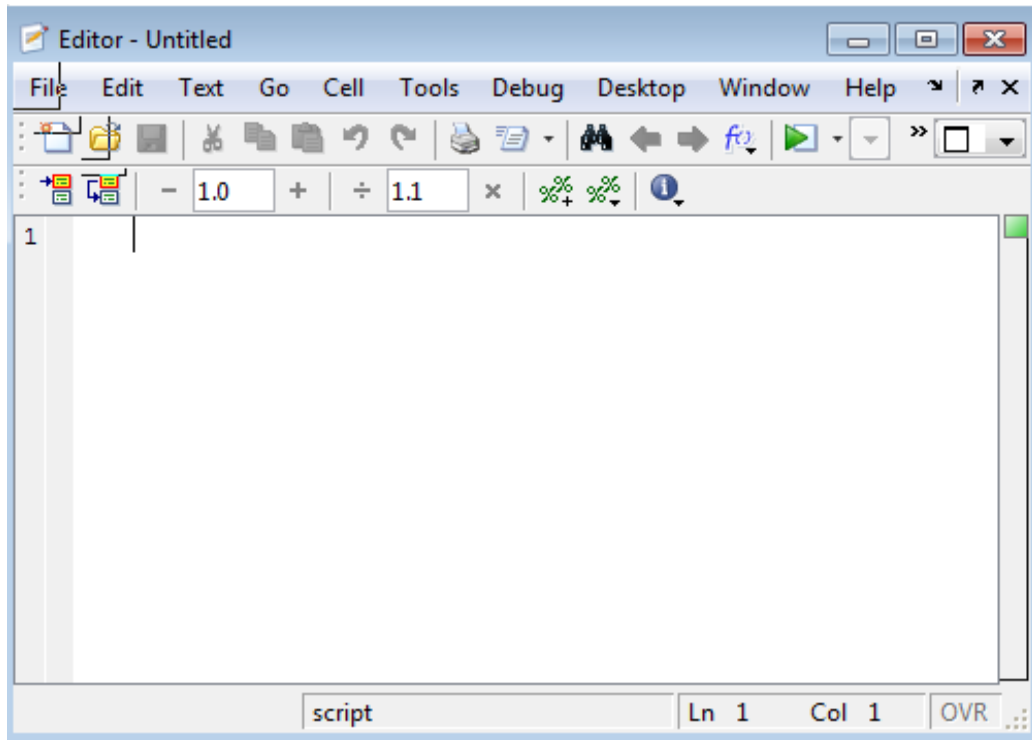 Editor - Untitled
File Edit Text Go Cell Tools Debug Desktop Window Help
− 1.0 + ÷ 1.1 ×
1
script Ln 1 Col 1 OVR